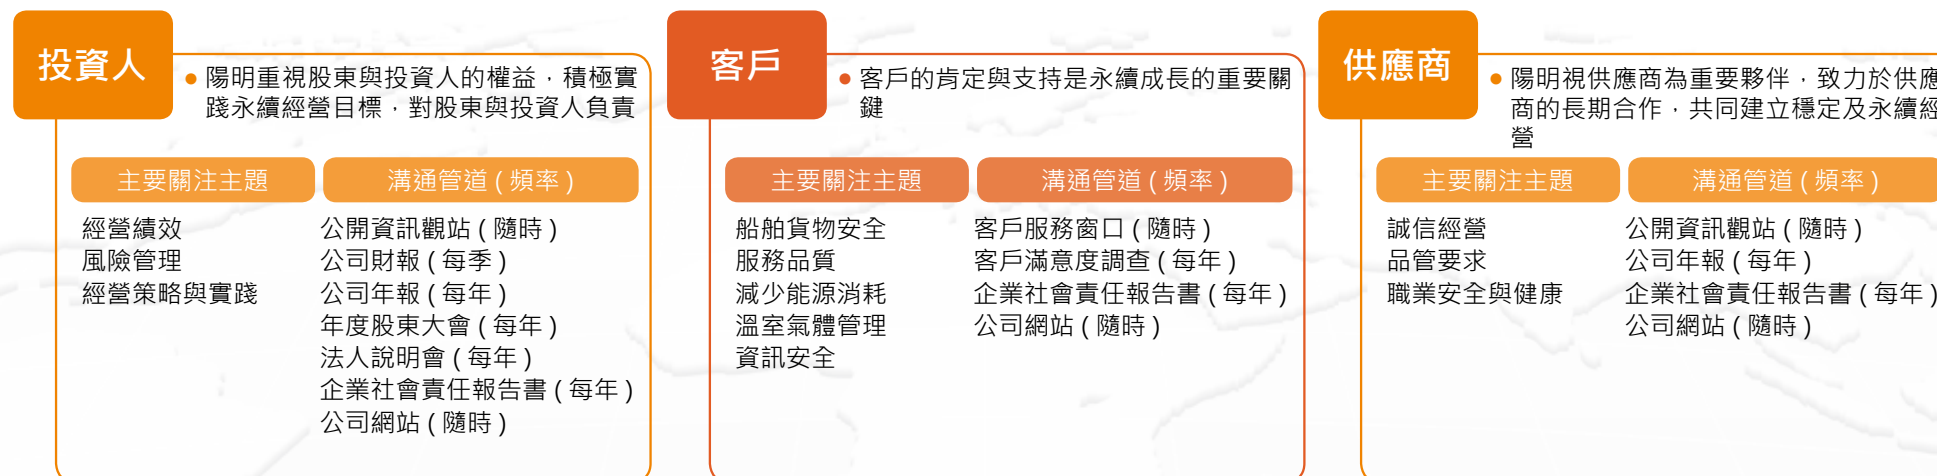 投資人
• 陽明重視股東與投資人的權益，積極實
踐永續經營目標，對股東與投資人負責
主要關注主題
溝通管道 ( 頻率 )
經營績效
風險管理
經營策略與實踐
公開資訊觀站 ( 隨時 )
公司財報 ( 每季 )
公司年報 ( 每年 )
年度股東大會 ( 每年 )
法人說明會 ( 每年 )
企業社會責任報告書 ( 每年 )
公司網站 ( 隨時 )
客戶
• 客戶的肯定與支持是永續成長的重要關
鍵
主要關注主題
溝通管道 ( 頻率 )
船舶貨物安全
服務品質
減少能源消耗
溫室氣體管理
資訊安全
客戶服務窗口 ( 隨時 )
客戶滿意度調查 ( 每年 )
企業社會責任報告書 ( 每年 )
公司網站 ( 隨時 )
供應商
• 陽明視供應商為重要夥伴，致力於供應
商的長期合作，共同建立穩定及永續經
營
主要關注主題
溝通管道 ( 頻率 )
誠信經營
品管要求
職業安全與健康
公開資訊觀站 ( 隨時 )
公司年報 ( 每年 )
企業社會責任報告書 ( 每年 )
公司網站 ( 隨時 )